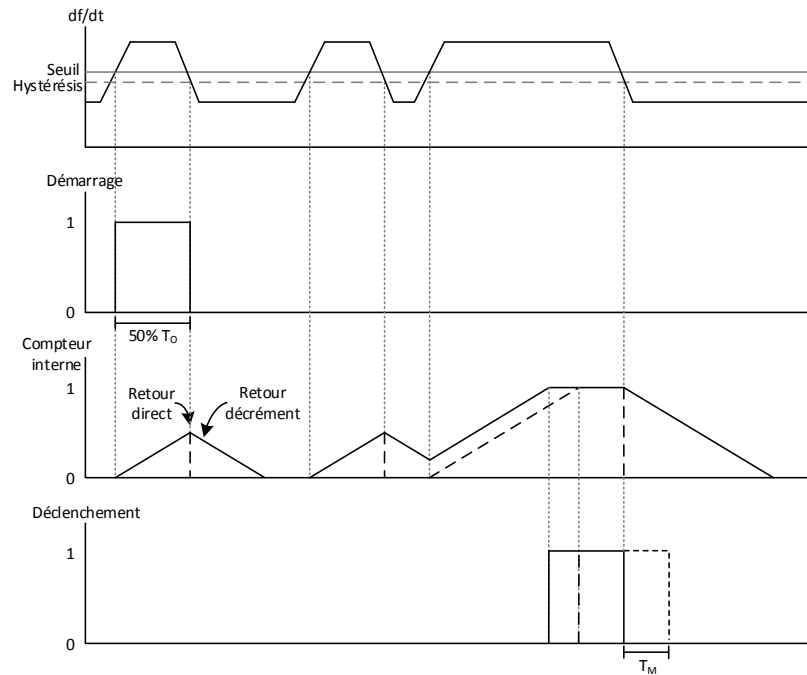 df/dt
Seuil
Hystérésis
Démarrage
1
0
50% To
Compteur
interne
1
Retour
direct
Retour
décrément
0
Déclenchement
1
0
TM